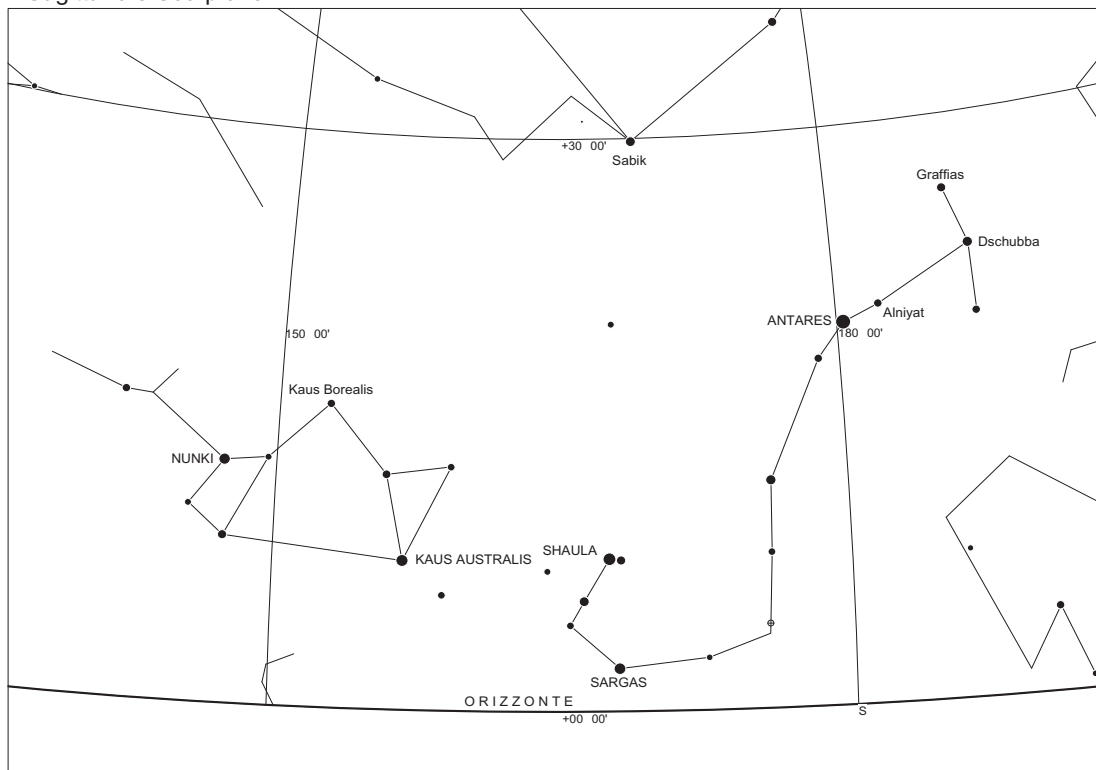 +30 00'
Sabik
Graffias
Dschubba
Alniyat
ANTARES
180 00'
150 00'
Kaus Borealis
NUNKI
SHAULA
KAUS AUSTRALIS
SARGAS
ORIZZONTE
+00 00'
S